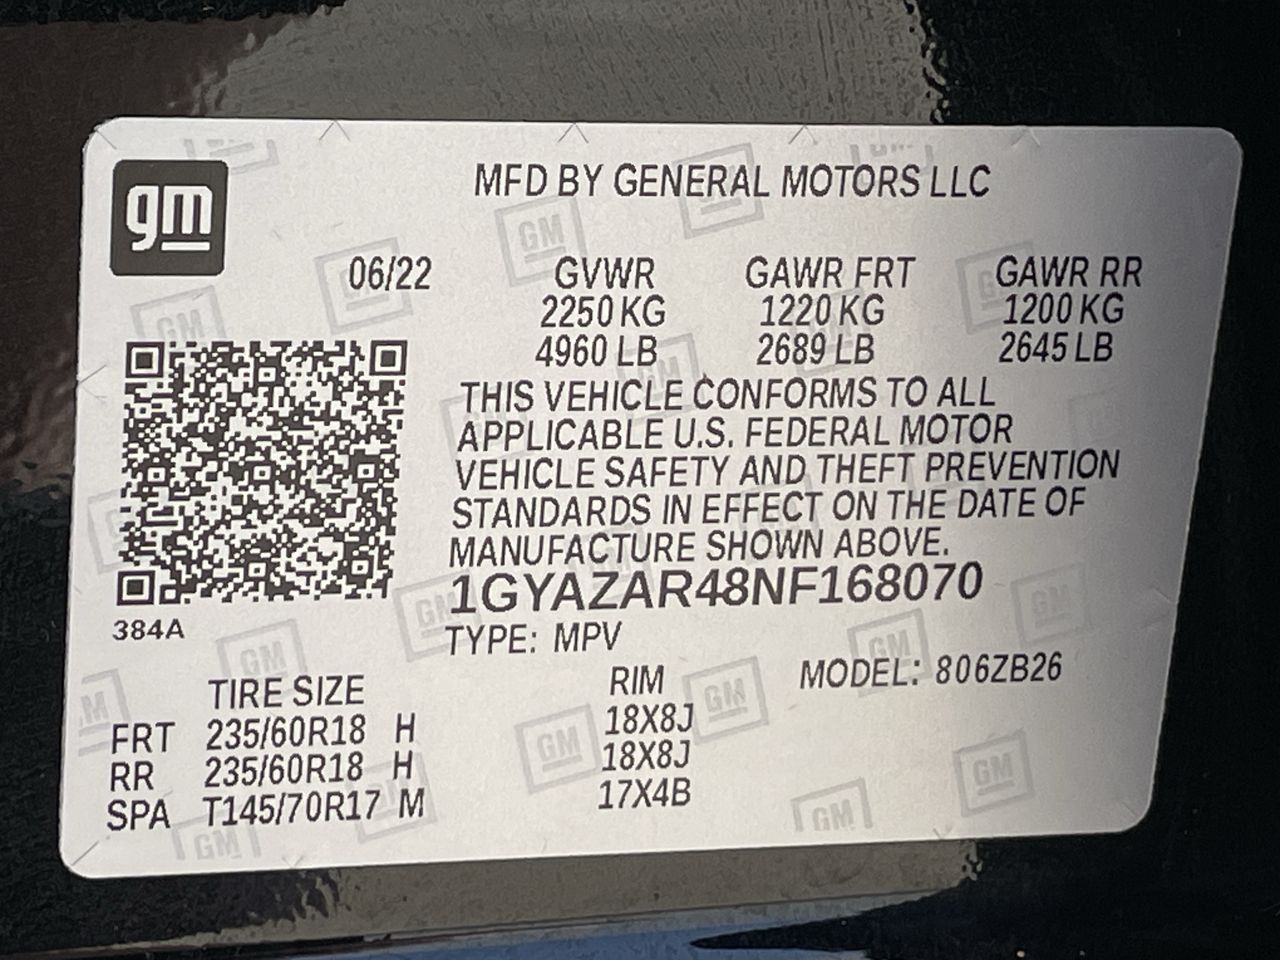 gm
MFD BY GENERAL MOTORS LLC
06/22 GVWR GAWR FRT GAWR RR
2250 KG 1220 KG 1200 KG
4960 LB 2689 LB 2645 LB
THIS VEHICLE CONFORMS TO ALL
APPLICABLE U.S. FEDERAL MOTOR
VEHICLE SAFETY AND THEFT PREVENTION
STANDARDS IN EFFECT ON THE DATE OF
MANUFACTURE SHOWN ABOVE.
1GYAZAR48NF168070
384A
TYPE: MPV
TIRE SIZE RIM MODEL: 806ZB26
FRT 235/60R18 H 18X8J
RR 235/60R18 H 18X8J
SPA T145/70R17 M 17X4B